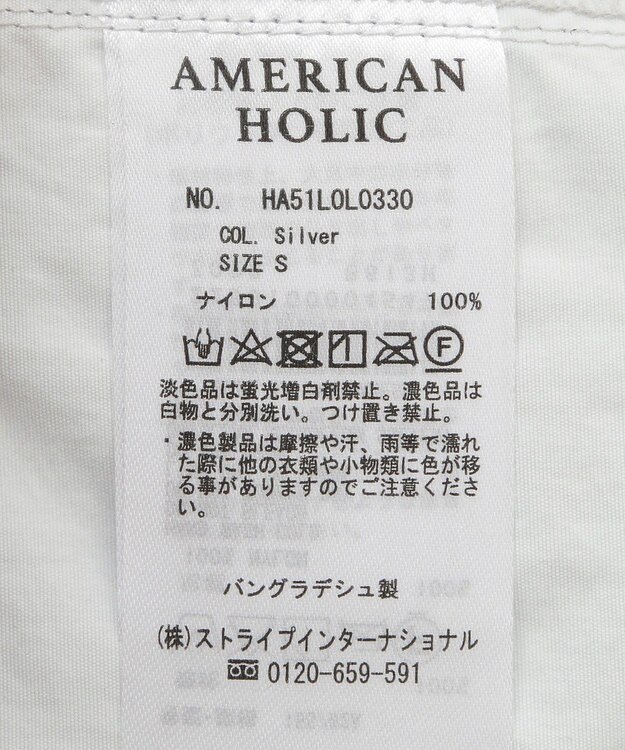 AMERICAN
HOLIC
NO. HA51L0L0330
COL. Silver
SIZE S
ナイロン 100%
F
淡色品は蛍光増白剤禁止。濃色品は
白物と分別洗い。つけ置き禁止。
・濃色製品は摩擦や汗、雨等で濡れ
た際に他の衣類や小物類に色が移
る事がありますのでご注意くださ
い。
バングラデシュ製
(株)ストライプインターナショナル
0120-659-591